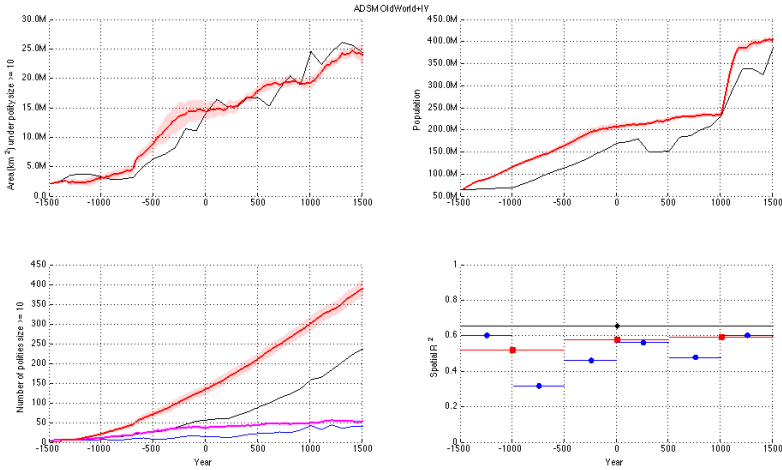 ADSM OldWorld+IV
30.0M
25.0M
20.0M
15.0M
10.0M
5.0M
0.0
Area (km²) under polity size >= 10
-1500 -1000 -500 0 500 1000 1500
450.0M
400.0M
350.0M
300.0M
250.0M
200.0M
150.0M
100.0M
50.0M
Population
-1500 -1000 -500 0 500 1000 1500
450
400
350
300
250
200
150
100
50
0
Number of polities size >= 10
-1500 -1000 -500 0 500 1000 1500
Year
1
0.8
0.6
0.4
0.2
0
Spatial R²
-1500 -1000 -500 0 500 1000 1500
Year